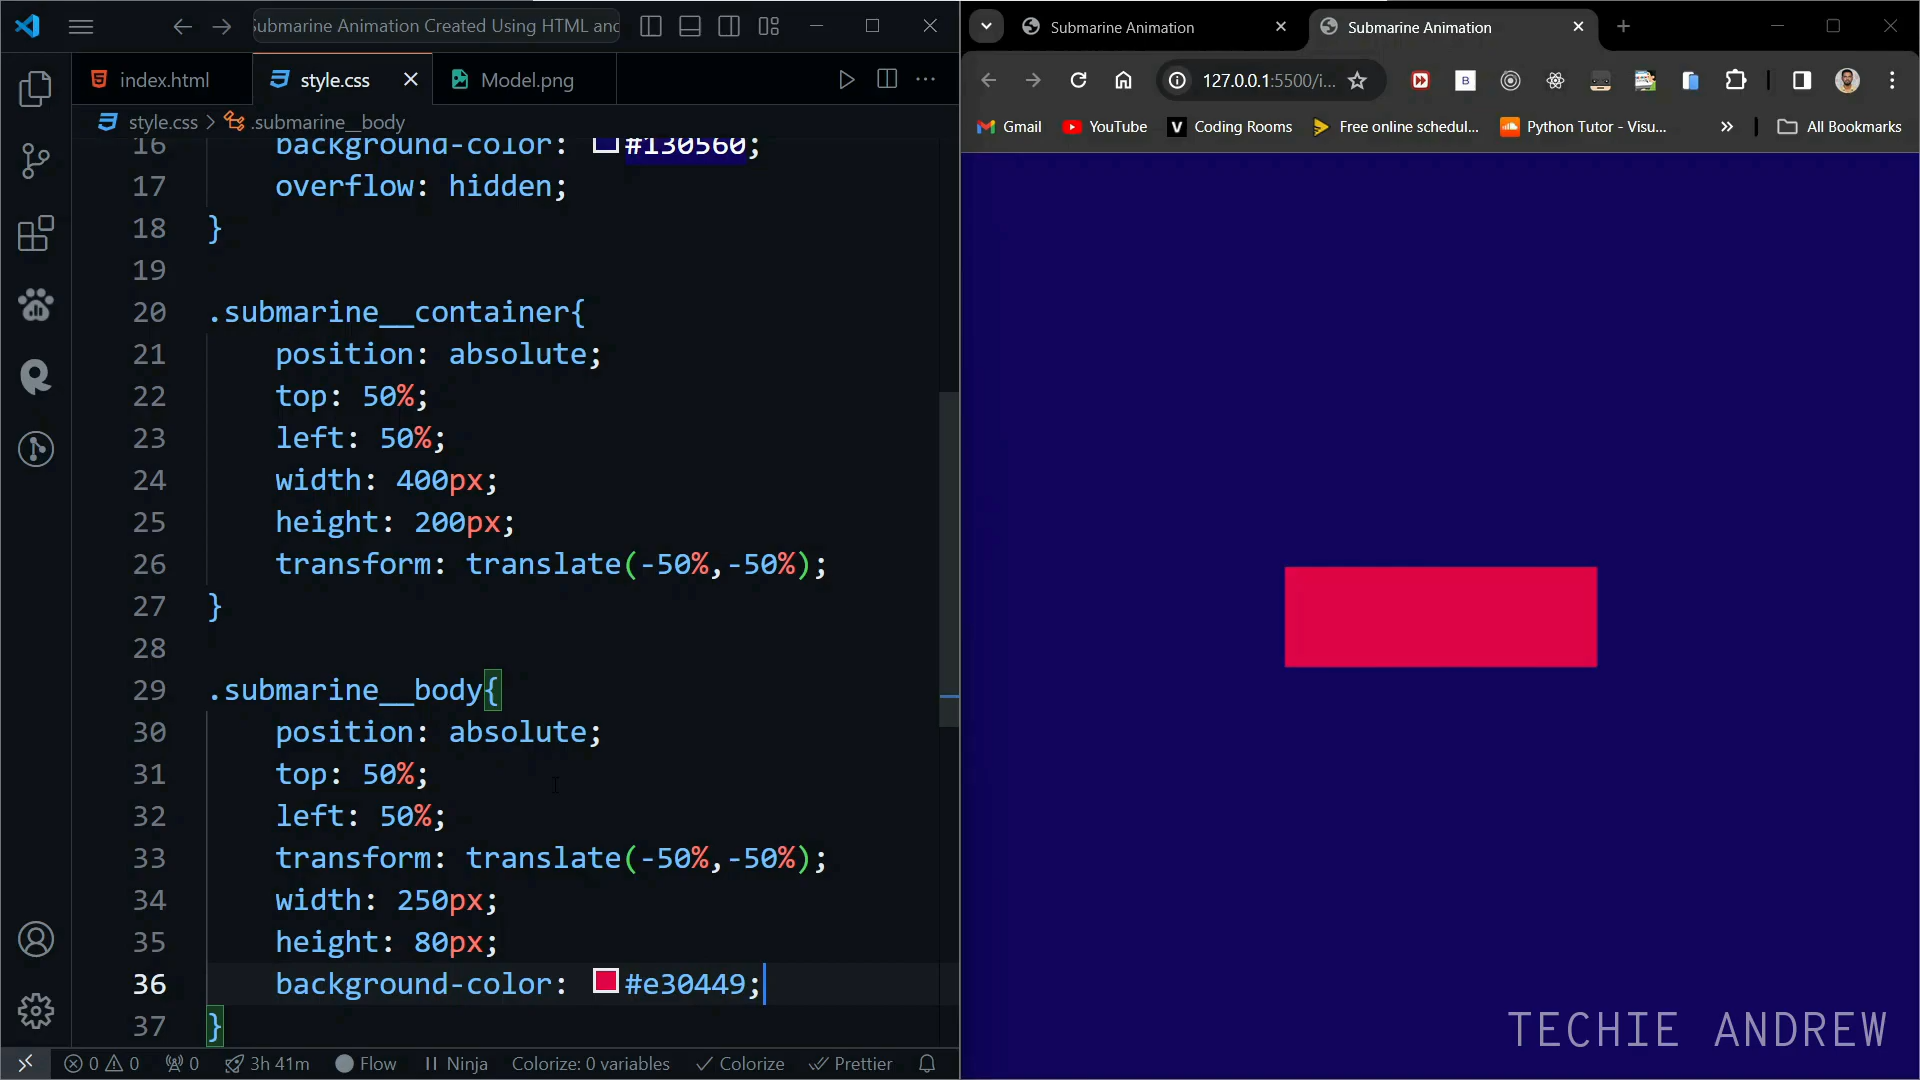 ubmarine Animation Created Using HTML and
index.html
style.css
Model.png
style.css > .submarine__body
16 background-color: #130560;
17 overflow: hidden;
18 }
19
20 .submarine__container{
21 position: absolute;
22 top: 50%;
23 left: 50%;
24 width: 400px;
25 height: 200px;
26 transform: translate(-50%,-50%);
27 }
28
29 .submarine__body{
30 position: absolute;
31 top: 50%;
32 left: 50%;
33 transform: translate(-50%,-50%);
34 width: 250px;
35 height: 80px;
36 background-color: #e30449;
37 }
0 0 0 3h 41m Flow Ninja Colorize: 0 variables Colorize Prettier
Submarine Animation
Submarine Animation
127.0.0.1:5500/i...
Gmail YouTube Coding Rooms Free online schedul... Python Tutor - Visu... » All Bookmarks
TECHIE ANDREW